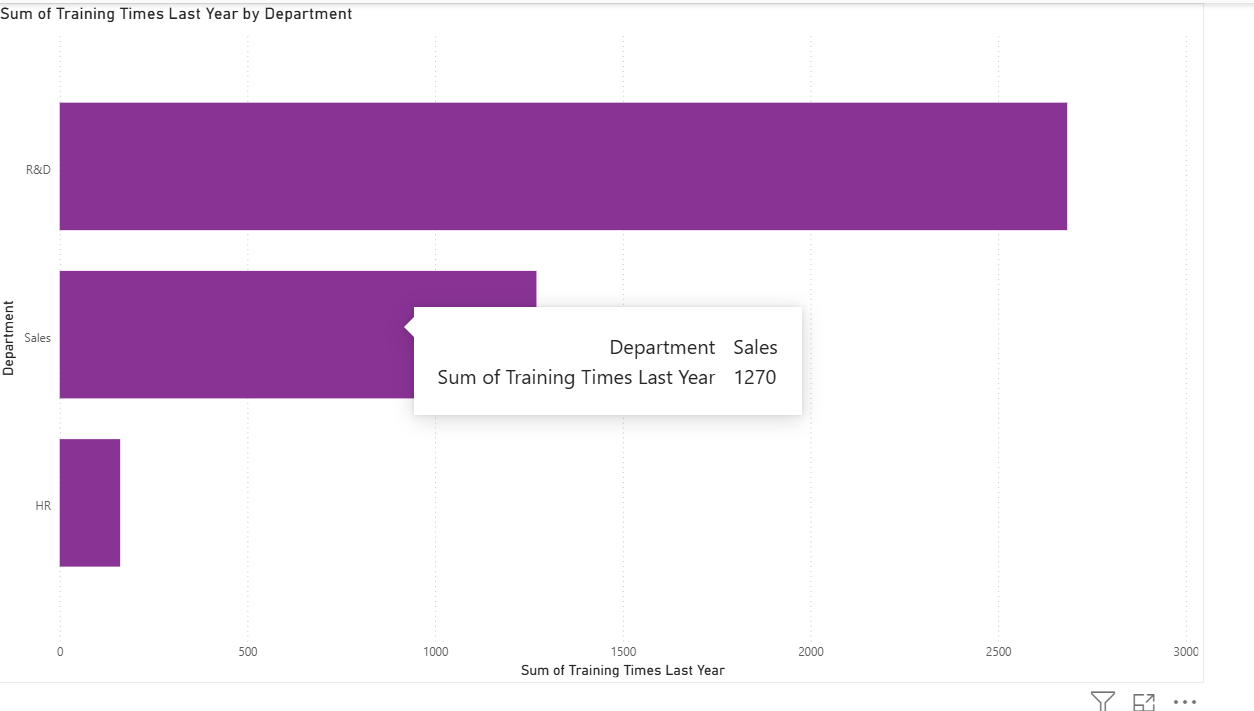 Sum of Training Times Last Year by Department
R&D
Sales
HR
Department
Department Sales
Sum of Training Times Last Year 1270
0 500 1000 1500 2000 2500 3000
Sum of Training Times Last Year